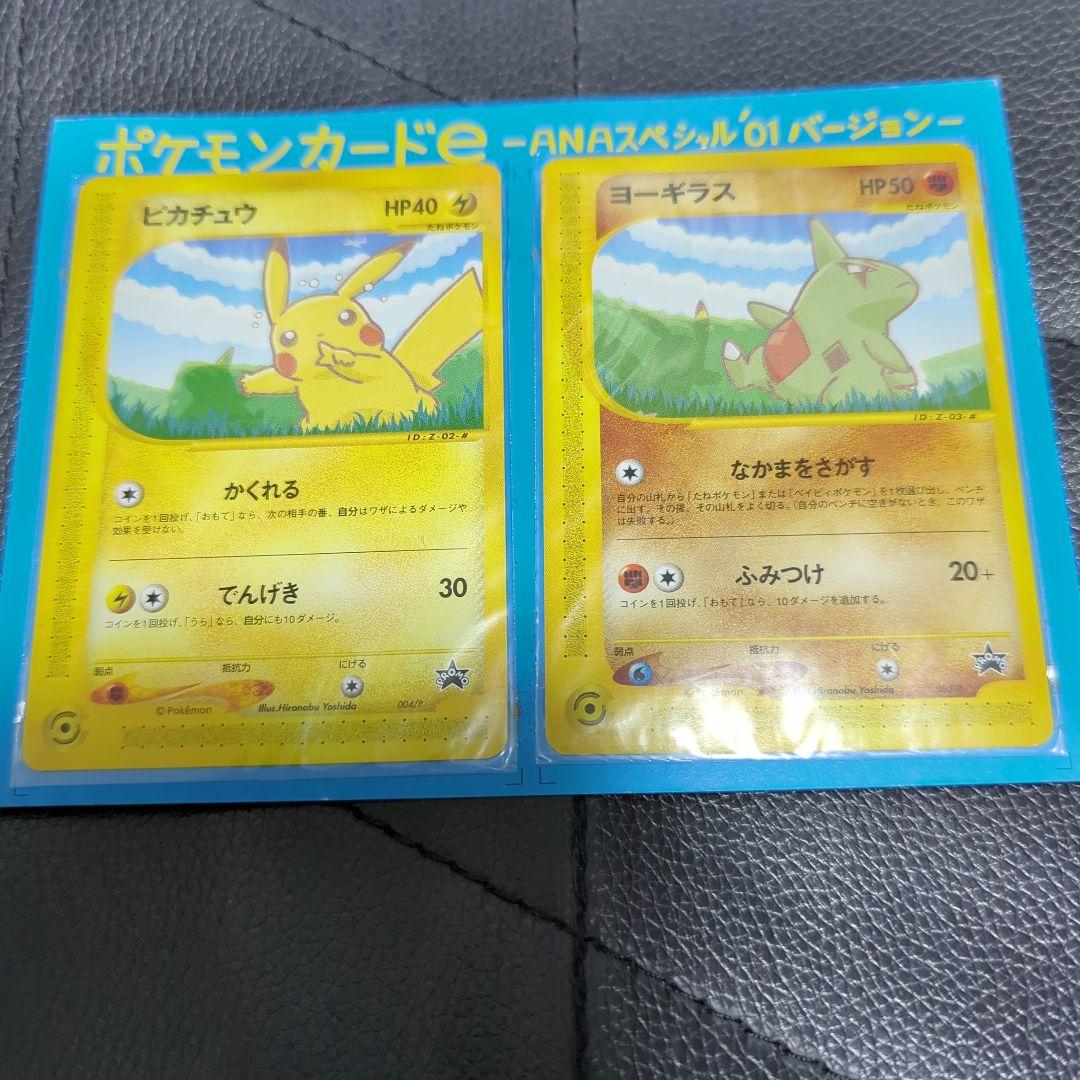 ポケモンカードe -ANAスペシャル'01バージョン-
ピカチュウ HP40
たねポケモン
ID:Z-02-#
かくれる
コインを1回投げ、「おもて」なら、次の相手の番、自分はワザによるダメージや
効果を受けない。
でんげき 30
コインを1回投げ、「うら」なら、自分にも10ダメージ。
弱点 抵抗力 にげる
PROMO
©Pokémon Illus.Hironobu Yoshida 004/P
ヨーギラス HP50
たねポケモン
ID:Z-03-#
なかまをさがす
自分の山札から「たねポケモン」または「ベイビィポケモン」を1枚選び出し、ベンチ
に出す。その後、その山札をよく切る。(自分のベンチに空きがないとき、このワザ
は失敗する。)
ふみつけ 20+
コインを1回投げ、「おもて」なら、10ダメージを追加する。
弱点 抵抗力 にげる
PROMO
©Pokémon Illus.Hironobu Yoshida